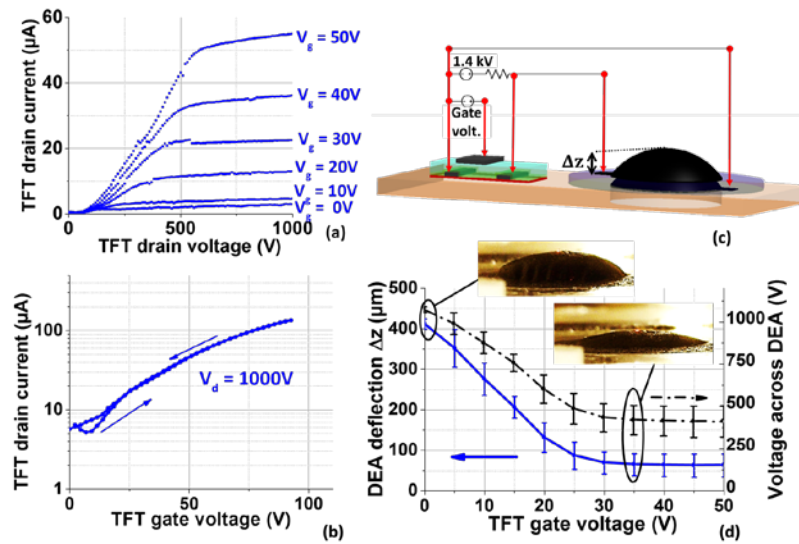 60
40
20
0
0
250
500
750
1000
TFT drain current (µA)
TFT drain voltage (V)
V_g = 50V
V_g = 40V
V_g = 30V
V_g = 20V
V_g = 10V
V_g = 0V
(a)
1.4 kV
Gate
volt.
Δz
(c)
100
10
1
0
50
100
TFT drain current (µA)
TFT gate voltage (V)
V_d = 1000V
(b)
500
400
300
200
100
0
0
10
20
30
40
50
DEA deflection Δz (µm)
TFT gate voltage (V)
1000
750
500
250
0
Voltage across DEA (V)
(d)